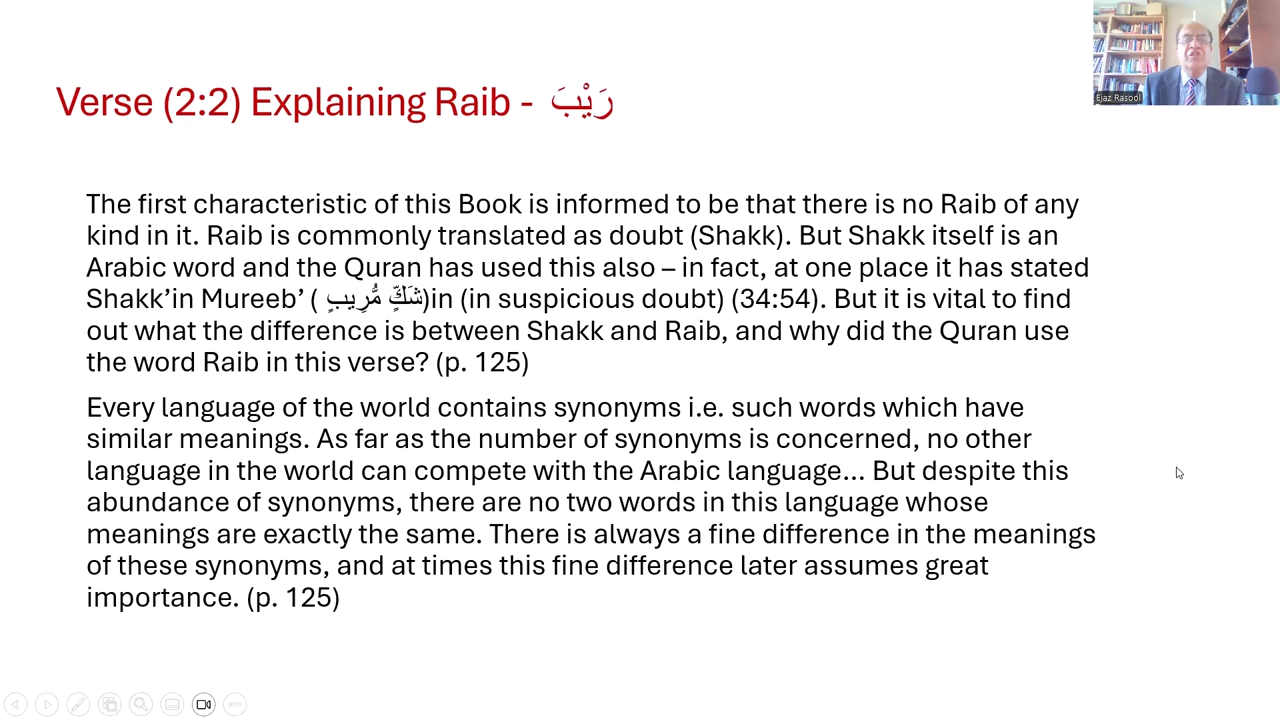 Verse (2:2) Explaining Raib - رَيْبَ
Ejaz Rasool
The first characteristic of this Book is informed to be that there is no Raib of any
kind in it. Raib is commonly translated as doubt (Shakk). But Shakk itself is an
Arabic word and the Quran has used this also – in fact, at one place it has stated
Shakk’in Mureeb’ ( شَكٍّ مُّرِيبٍ)in (in suspicious doubt) (34:54). But it is vital to find
out what the difference is between Shakk and Raib, and why did the Quran use
the word Raib in this verse? (p. 125)
Every language of the world contains synonyms i.e. such words which have
similar meanings. As far as the number of synonyms is concerned, no other
language in the world can compete with the Arabic language... But despite this
abundance of synonyms, there are no two words in this language whose
meanings are exactly the same. There is always a fine difference in the meanings
of these synonyms, and at times this fine difference later assumes great
importance. (p. 125)